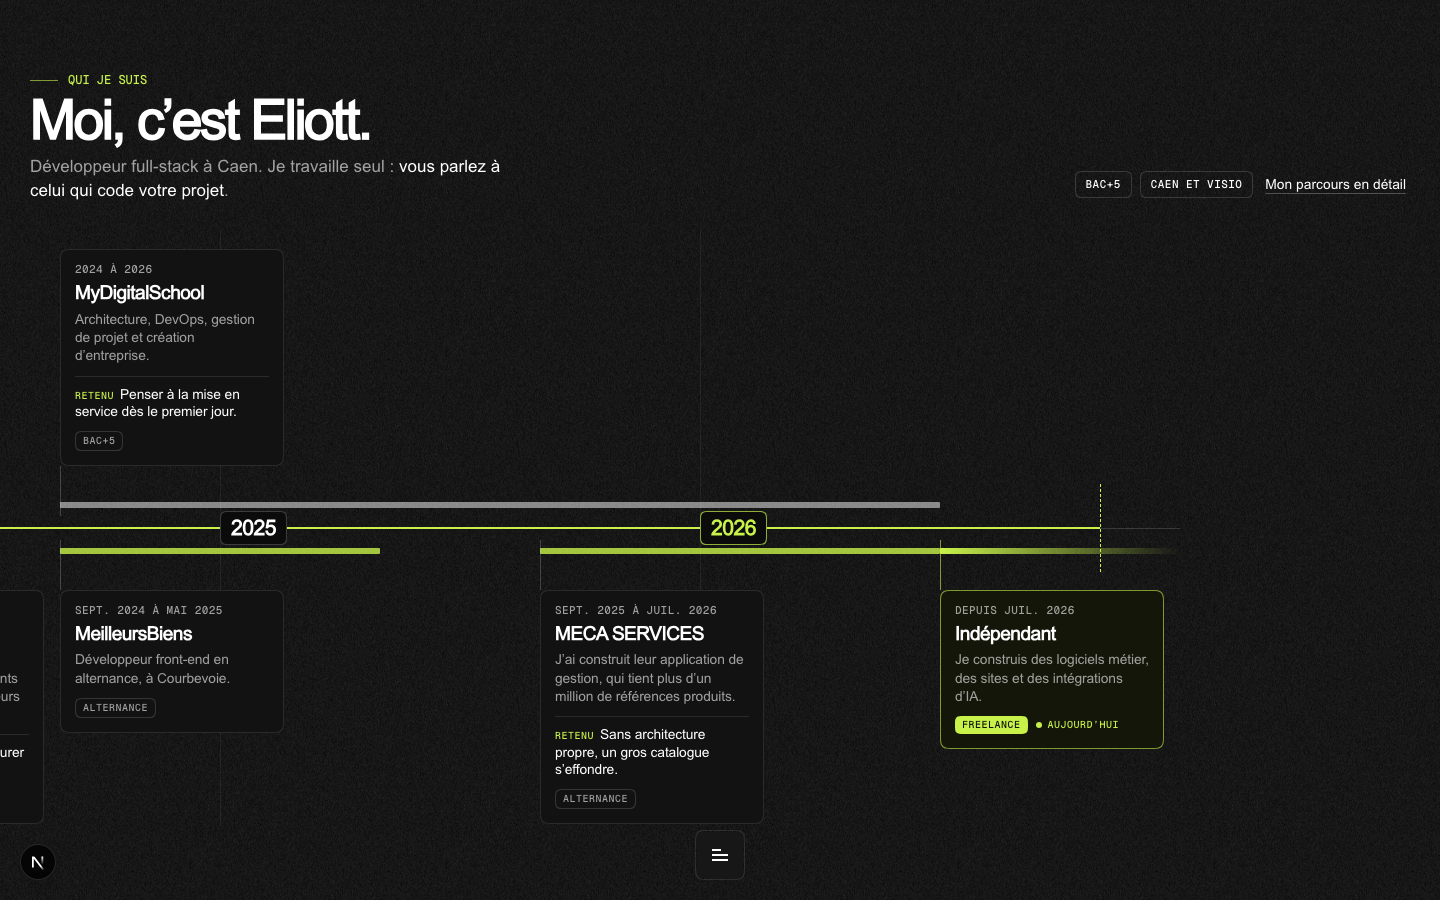 QUI JE SUIS
Moi, c’est Eliott.
Développeur full-stack à Caen. Je travaille seul : vous parlez à
celui qui code votre projet.
BAC+5
CAEN ET VISIO
Mon parcours en détail
2024 À 2026
MyDigitalSchool
Architecture, DevOps, gestion
de projet et création
d’entreprise.
RETENU Penser à la mise en
service dès le premier jour.
BAC+5
2025
2026
nts
urs
urer
SEPT. 2024 À MAI 2025
MeilleursBiens
Développeur front-end en
alternance, à Courbevoie.
ALTERNANCE
SEPT. 2025 À JUIL. 2026
MECA SERVICES
J’ai construit leur application de
gestion, qui tient plus d’un
million de références produits.
RETENU Sans architecture
propre, un gros catalogue
s’effondre.
ALTERNANCE
DEPUIS JUIL. 2026
Indépendant
Je construis des logiciels métier,
des sites et des intégrations
d’IA.
FREELANCE
AUJOURD’HUI
N